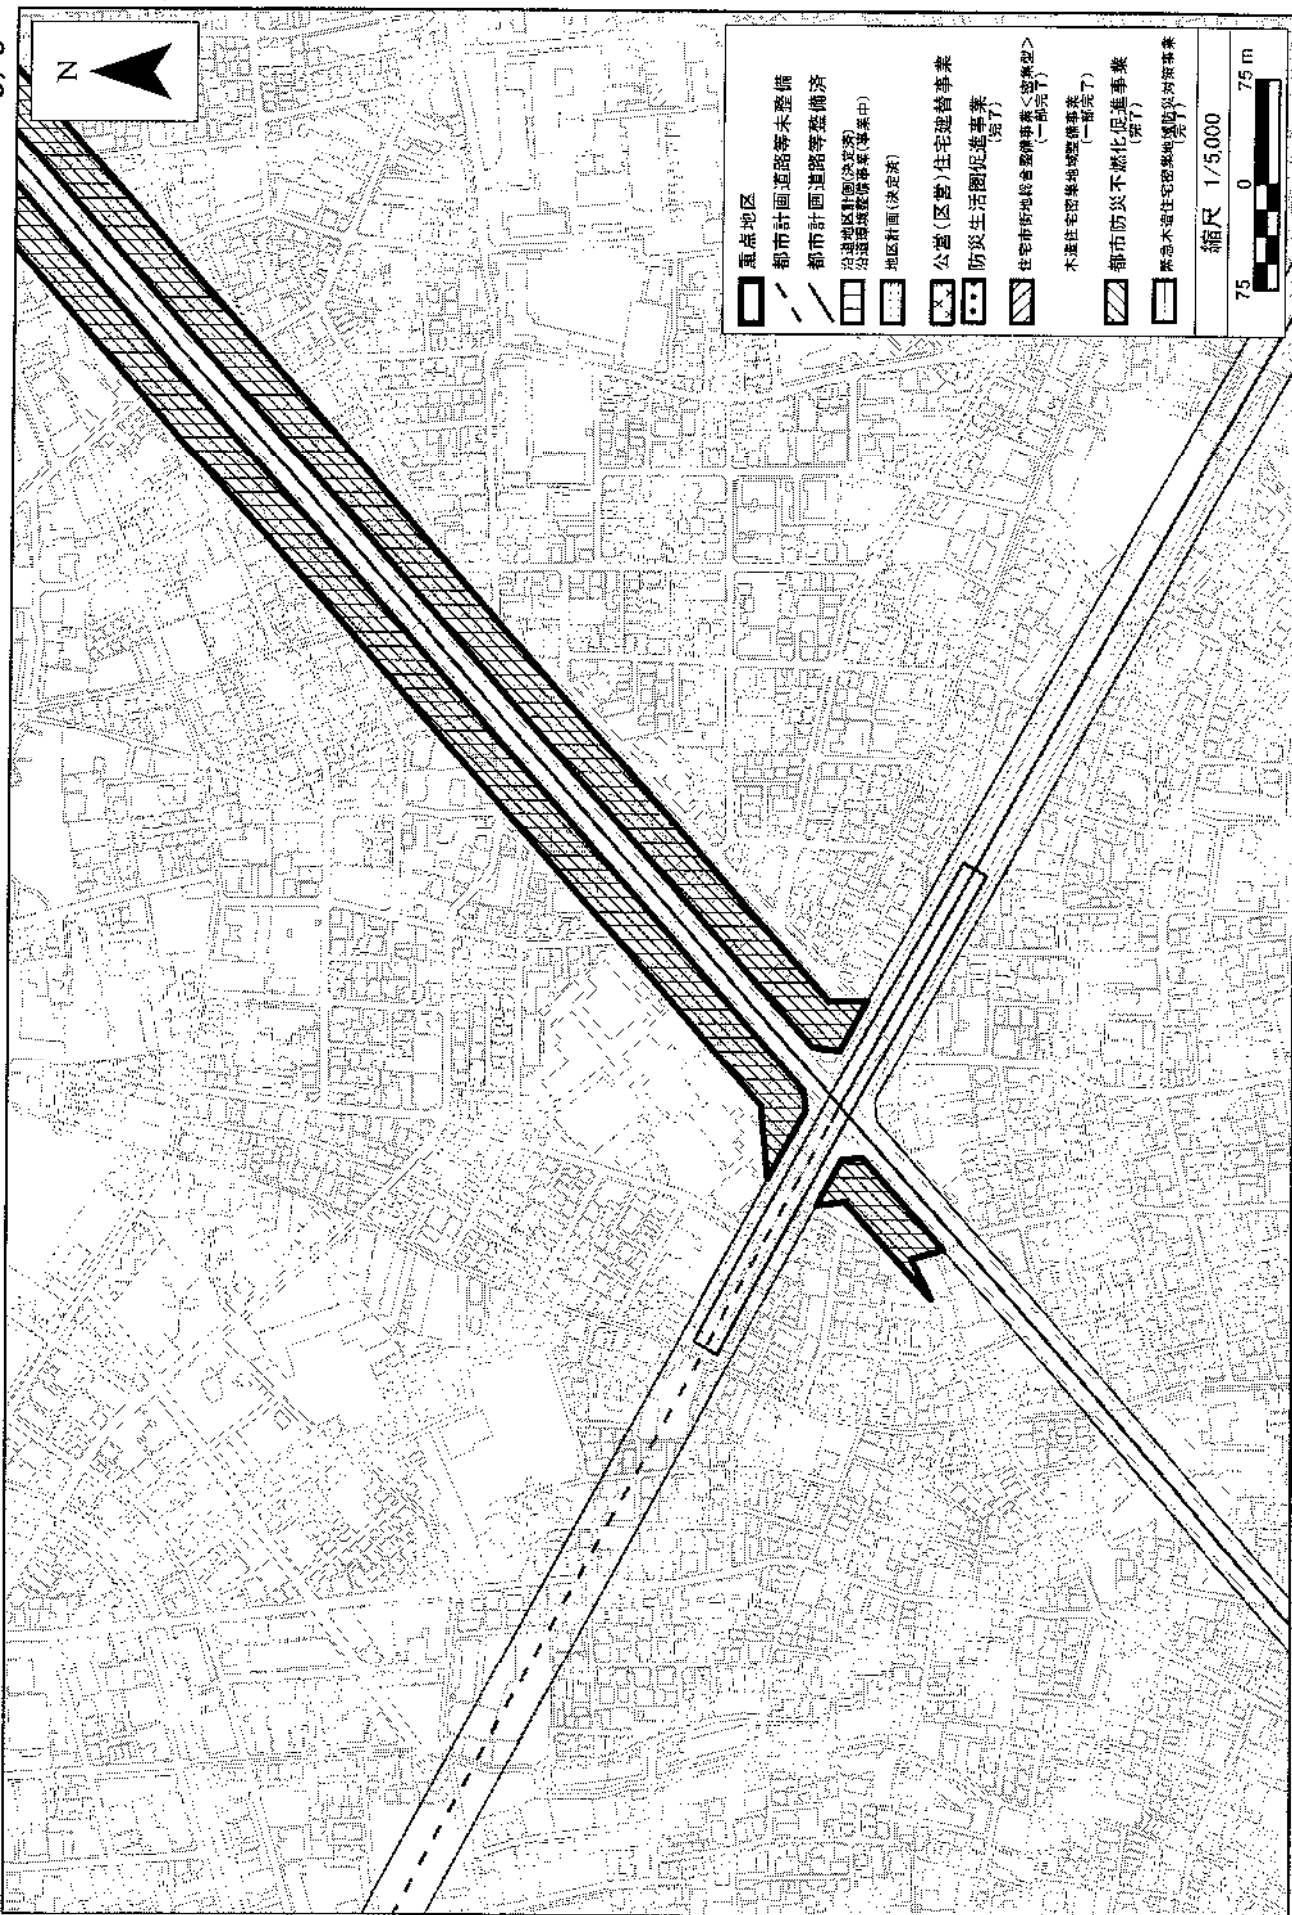 N
重点地区
都市計画道路等未整備
都市計画道路等整備済
沿道地区計画(決定済)
沿道環境整備事業(事業中)
地区計画(決定済)
公営(区営)住宅建替事業
防災生活圏促進事業
(完了)
住宅市街地総合整備事業<密集型>
(一部完了)
木造住宅密集地域整備事業
(一部完了)
都市防災不燃化促進事業
(完了)
緊急木造住宅密集地域防災対策事業
(完了)
縮尺 1/5,000
75 0 75 m